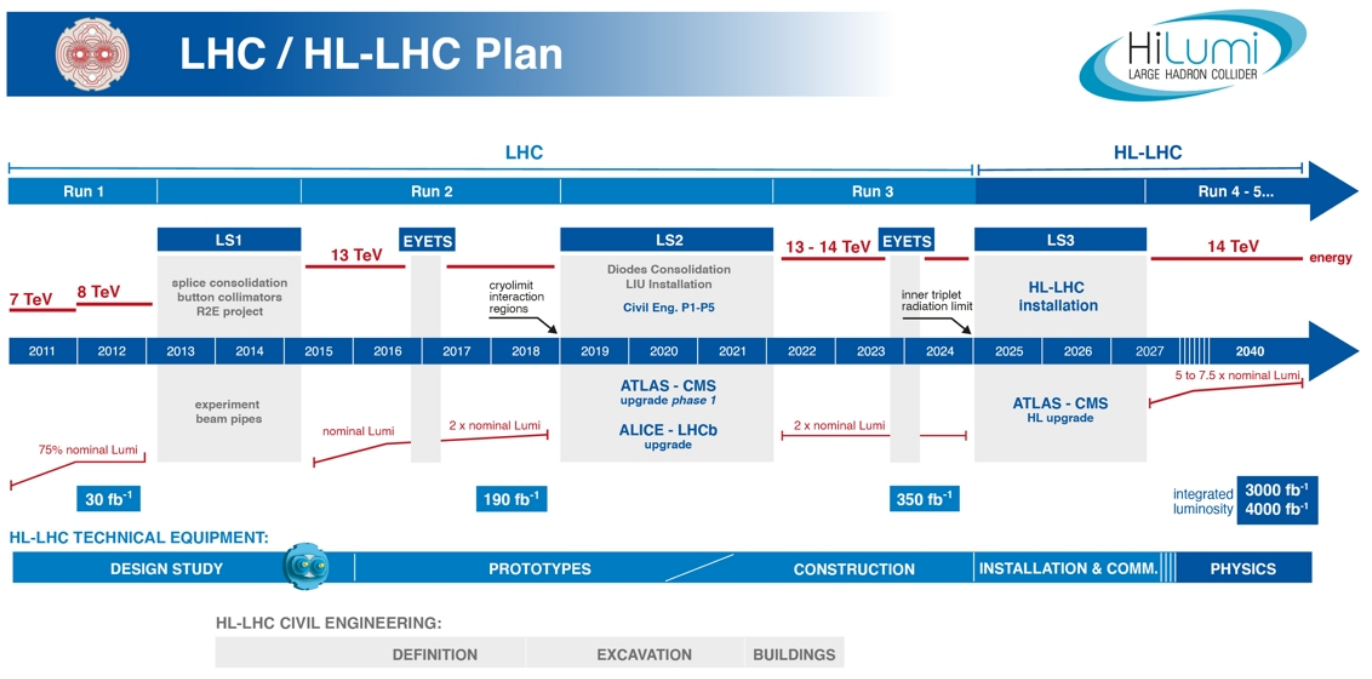 LHC / HL-LHC Plan
HiLumi
LARGE HADRON COLLIDER
LHC
HL-LHC
Run 1
Run 2
Run 3
Run 4 - 5...
LS1
EYETS
LS2
EYETS
LS3
13 TeV
13 - 14 TeV
14 TeV
energy
7 TeV
8 TeV
splice consolidation
button collimators
R2E project
cryolimit
interaction
regions
Diodes Consolidation
LIU Installation
Civil Eng. P1-P5
inner triplet
radiation limit
HL-LHC
installation
2011
2012
2013
2014
2015
2016
2017
2018
2019
2020
2021
2022
2023
2024
2025
2026
2027
2040
5 to 7.5 x nominal Lumi
experiment
beam pipes
ATLAS - CMS
upgrade phase 1
ALICE - LHCb
upgrade
ATLAS - CMS
HL upgrade
75% nominal Lumi
nominal Lumi
2 x nominal Lumi
2 x nominal Lumi
30 fb-1
190 fb-1
350 fb-1
integrated
luminosity
3000 fb-1
4000 fb-1
HL-LHC TECHNICAL EQUIPMENT:
DESIGN STUDY
PROTOTYPES
CONSTRUCTION
INSTALLATION & COMM.
PHYSICS
HL-LHC CIVIL ENGINEERING:
DEFINITION
EXCAVATION
BUILDINGS